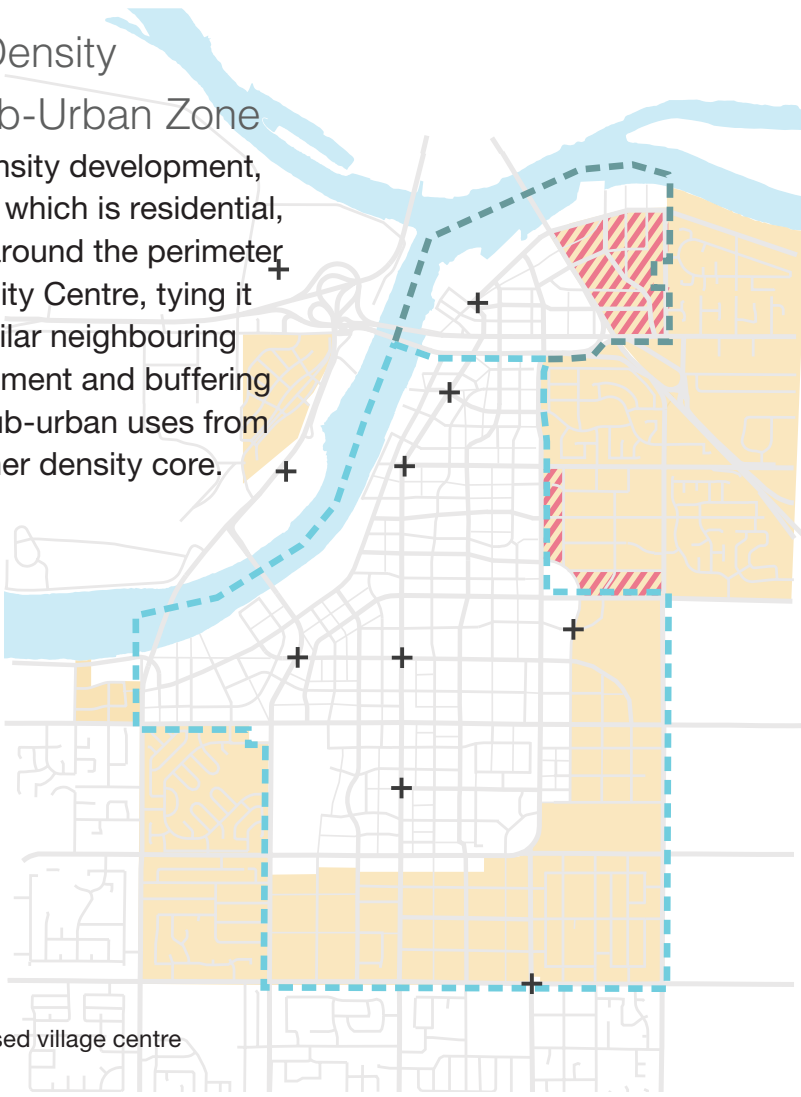 Density
b-Urban Zone
nsity development,
which is residential,
around the perimeter
ity Centre, tying it
ilar neighbouring
ment and buffering
ub-urban uses from
er density core.
sed village centre